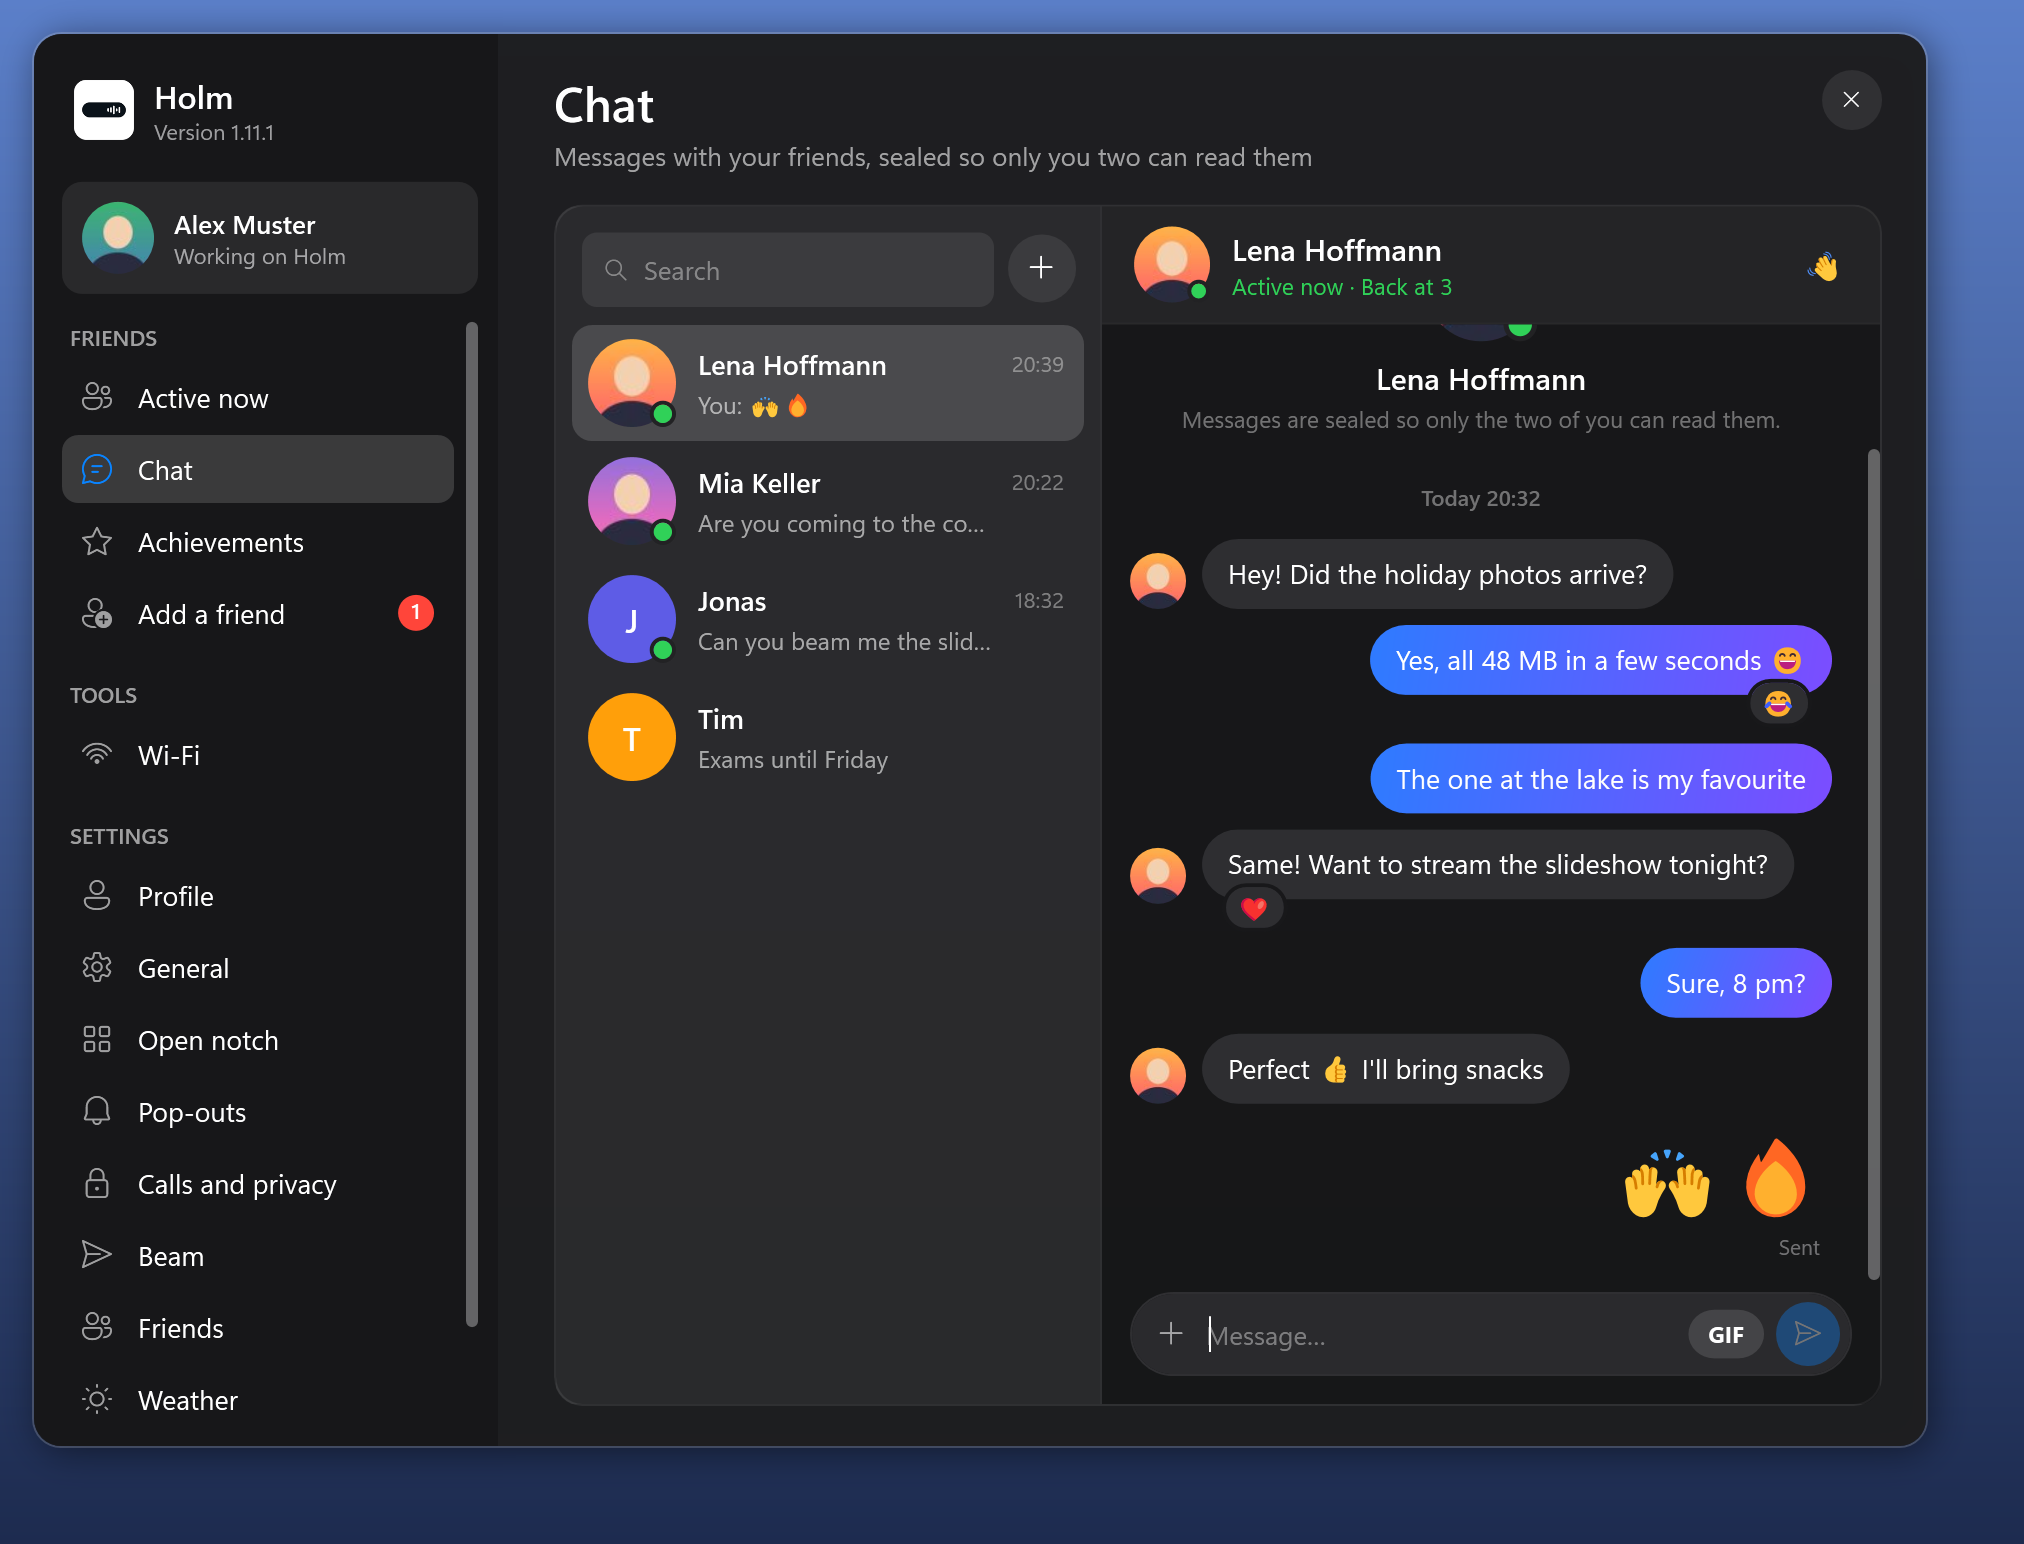 Holm
Version 1.11.1
Alex Muster
Working on Holm
FRIENDS
Active now
Chat
Achievements
Add a friend
1
TOOLS
Wi-Fi
SETTINGS
Profile
General
Open notch
Pop-outs
Calls and privacy
Beam
Friends
Weather
Chat
Messages with your friends, sealed so only you two can read them
Search
Lena Hoffmann
20:39
You: 🙌 🔥
Mia Keller
20:22
Are you coming to the co...
J
Jonas
18:32
Can you beam me the slid...
T
Tim
Exams until Friday
Lena Hoffmann
Active now · Back at 3
Lena Hoffmann
Messages are sealed so only the two of you can read them.
Today 20:32
Hey! Did the holiday photos arrive?
Yes, all 48 MB in a few seconds 😄
😂
The one at the lake is my favourite
Same! Want to stream the slideshow tonight?
❤️
Sure, 8 pm?
Perfect 👍 I'll bring snacks
🙌 🔥
Sent
Message...
GIF